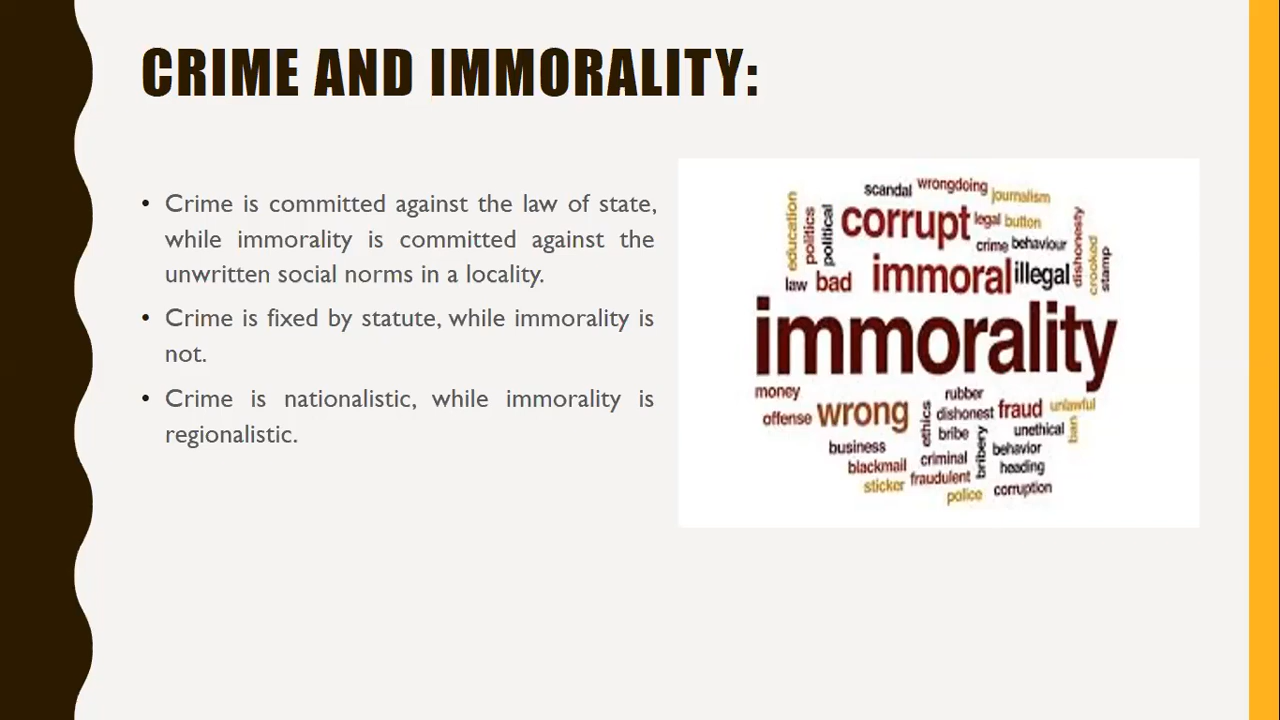 CRIME AND IMMORALITY:
• Crime is committed against the law of state,
while immorality is committed against the
unwritten social norms in a locality.
• Crime is fixed by statute, while immorality is
not.
• Crime is nationalistic, while immorality is
regionalistic.
scandal wrongdoing journalism
education politics political corrupt legal button
crime behaviour dishonesty crooked stamp
law bad immoral illegal
immorality
money rubber
offense wrong ethics dishonest fraud unlawful
bribe bribery unethical ban
business behavior
blackmail criminal heading
sticker fraudulent corruption
police